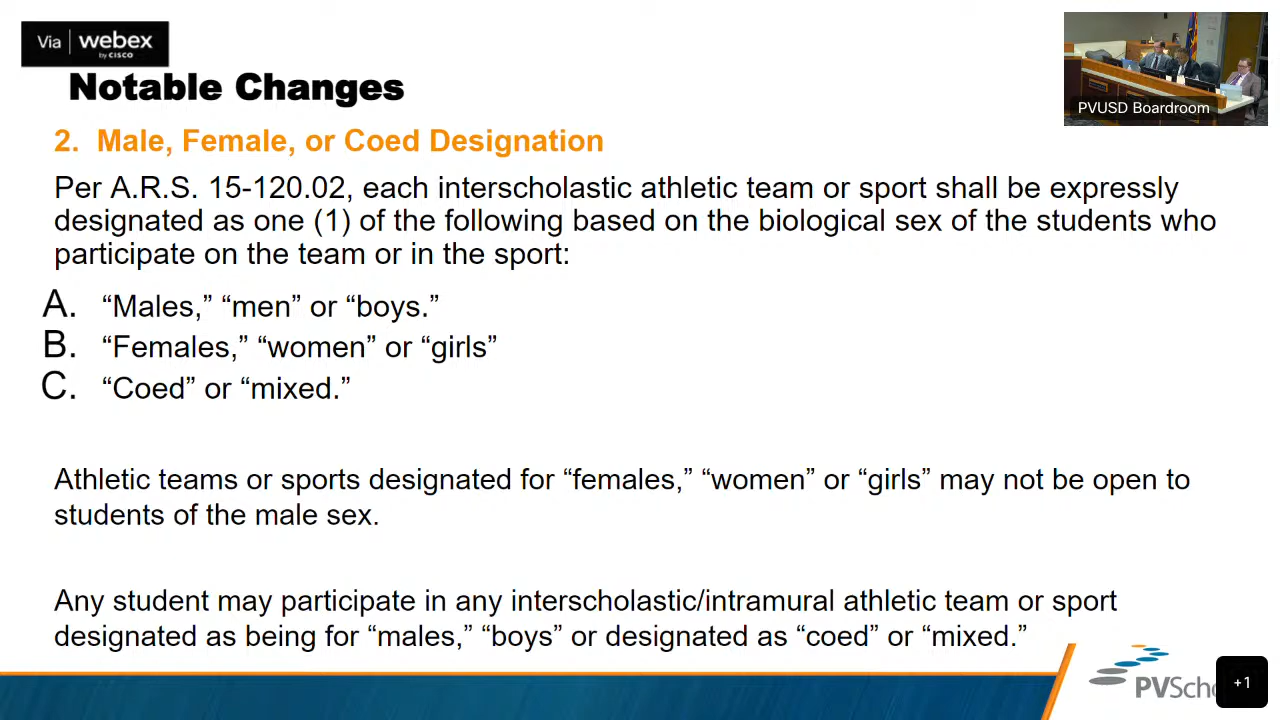 Via webex
by CISCO
Notable Changes
PVUSD Boardroom
2. Male, Female, or Coed Designation
Per A.R.S. 15-120.02, each interscholastic athletic team or sport shall be expressly
designated as one (1) of the following based on the biological sex of the students who
participate on the team or in the sport:
A. “Males,” “men” or “boys.”
B. “Females,” “women” or “girls”
C. “Coed” or “mixed.”
Athletic teams or sports designated for “females,” “women” or “girls” may not be open to
students of the male sex.
Any student may participate in any interscholastic/intramural athletic team or sport
designated as being for “males,” “boys” or designated as “coed” or “mixed.”
PVScho
+1